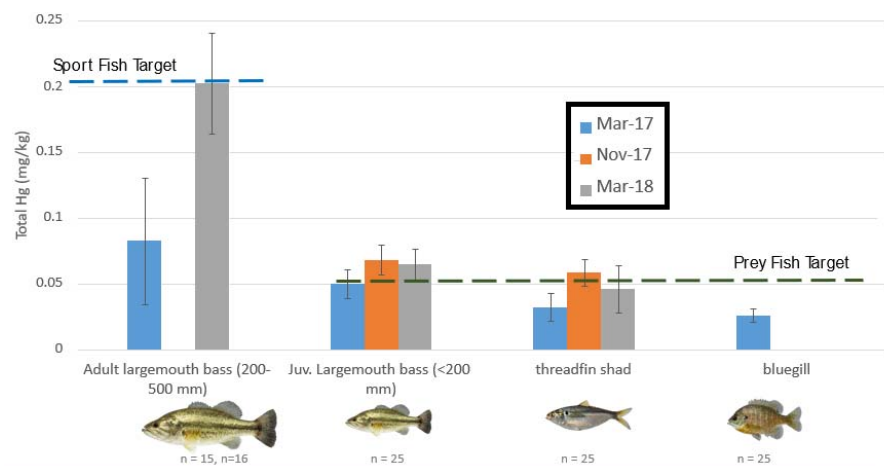 0.25
Sport Fish Target
0.2
0.15
0.1
0.05
0
Total Hg (mg/kg)
Mar-17
Nov-17
Mar-18
Prey Fish Target
Adult largemouth bass (200-
500 mm)
Juv. Largemouth bass (<200
mm)
threadfin shad
bluegill
n = 15, n=16
n = 25
n = 25
n = 25